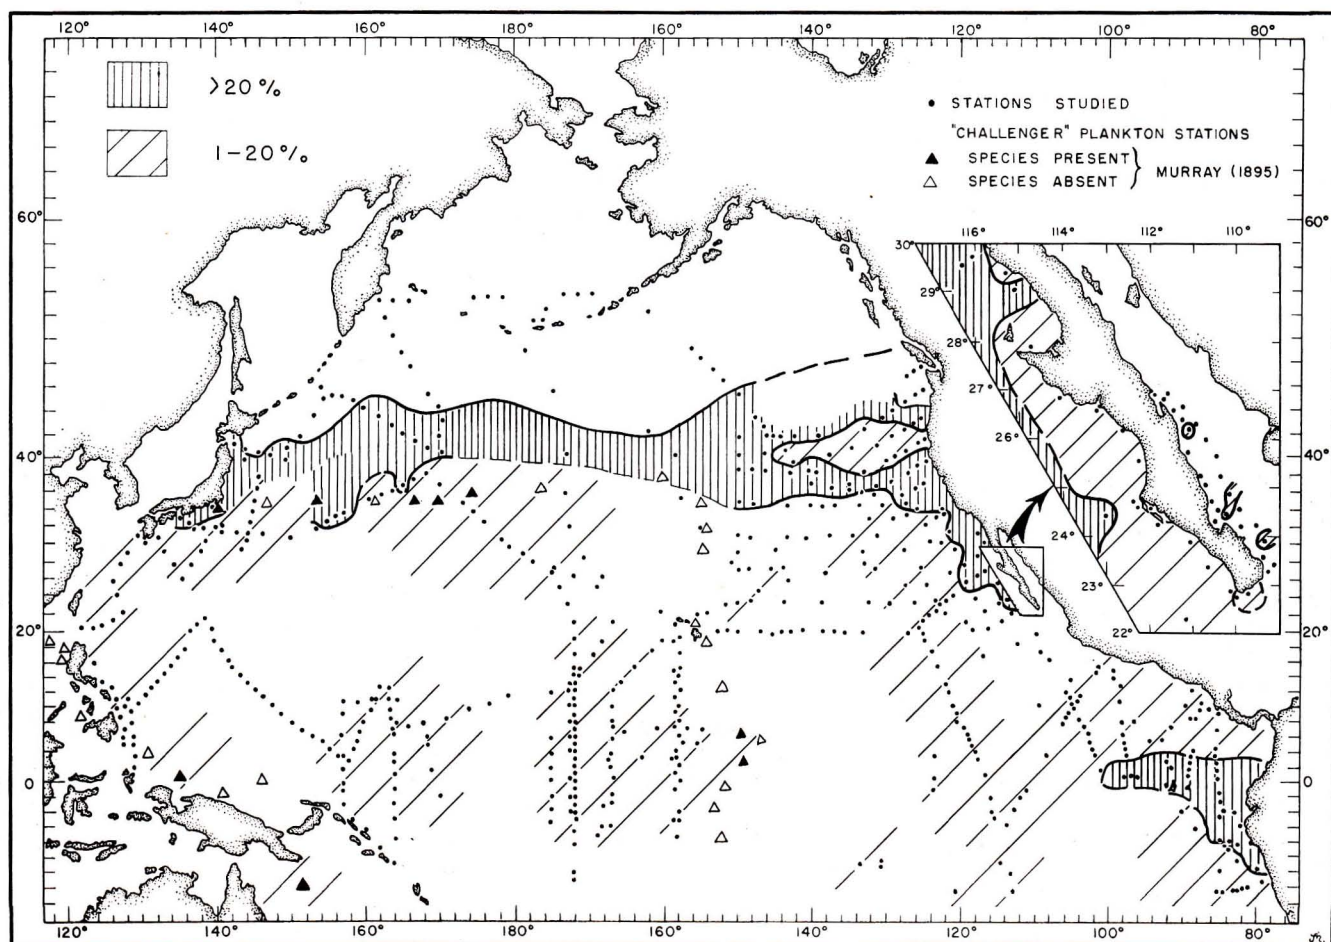 120° 140° 160° 180° 160° 140° 120° 100° 80°
>20%
1-20%
• STATIONS STUDIED
"CHALLENGER" PLANKTON STATIONS
▲ SPECIES PRESENT
△ SPECIES ABSENT
MURRAY (1895)
60° 60°
116° 114° 112° 110°
30°
29°
28°
27°
26°
24°
23°
22°
40° 40°
20° 20°
0 0
120° 140° 160° 180° 160° 140° 120° 100° 80°